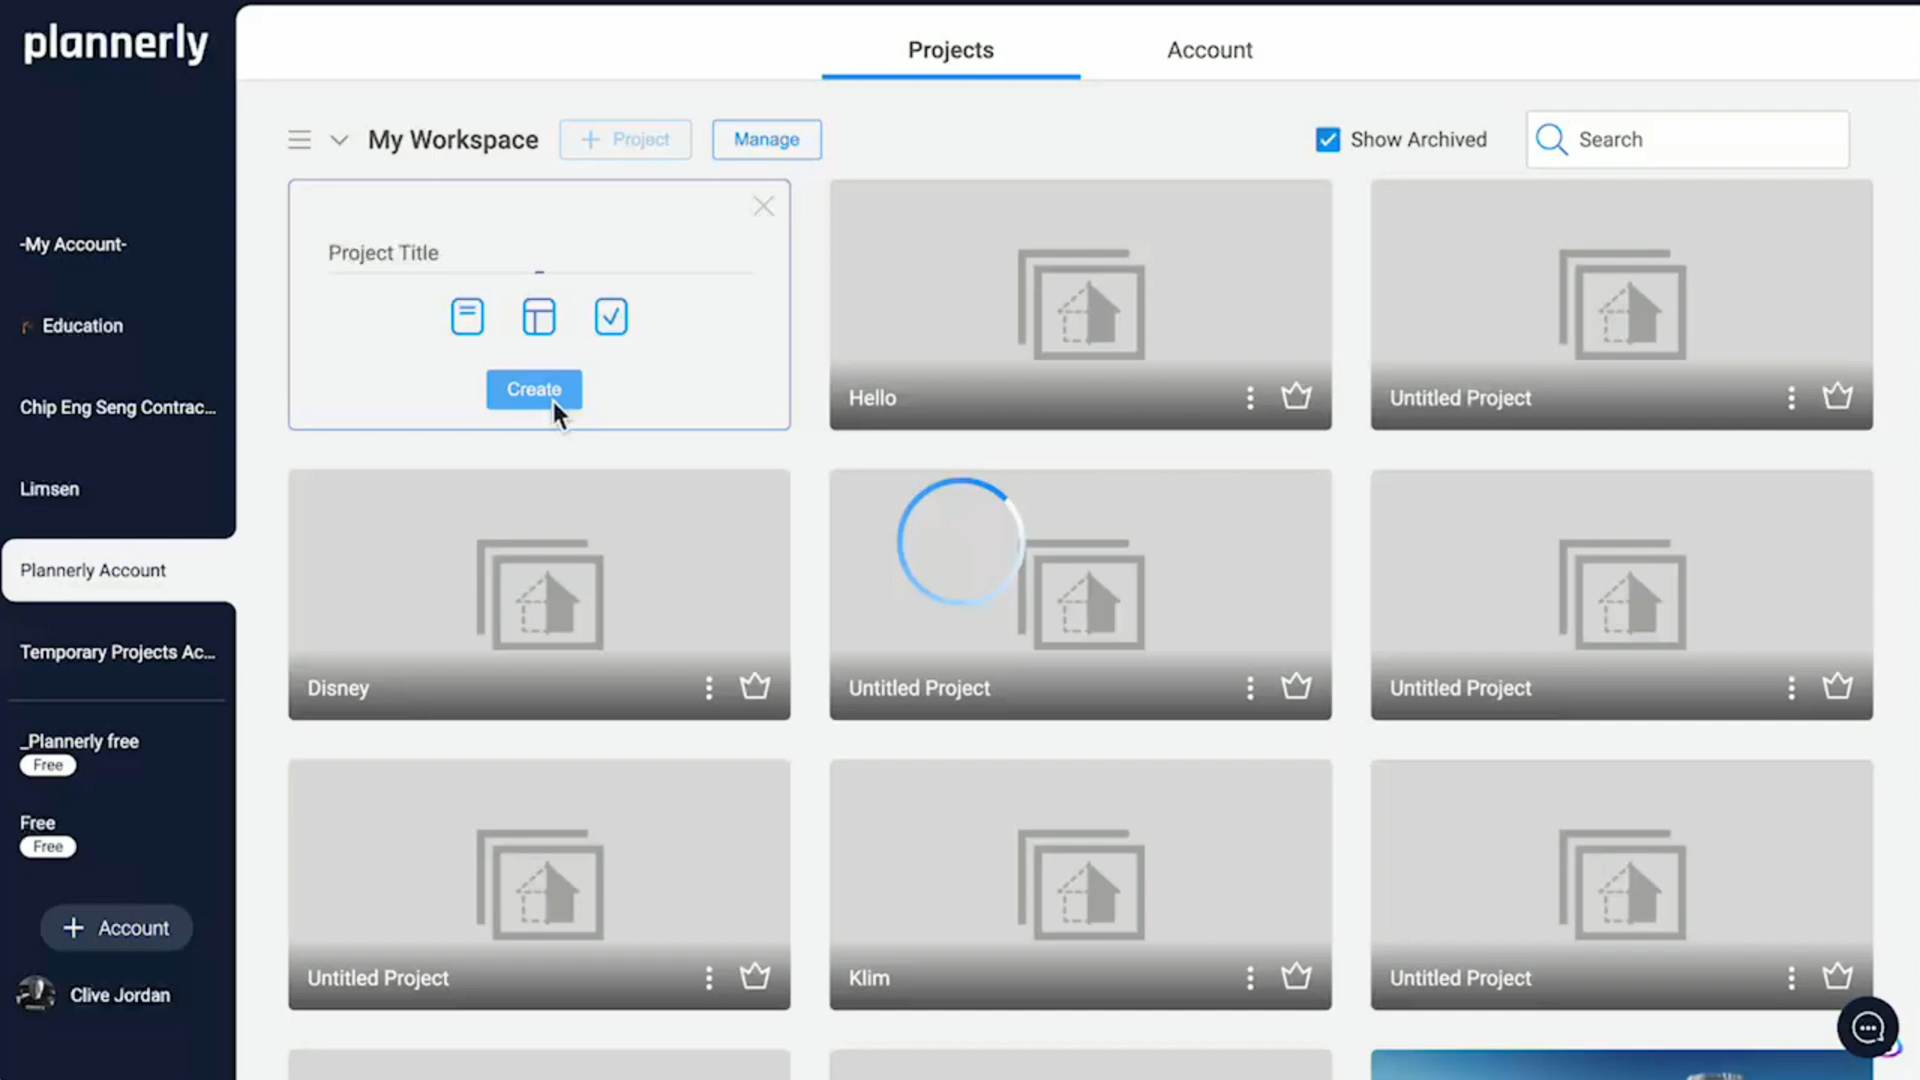 plannerly
Projects
Account
My Workspace
+ Project
Manage
Show Archived
Search
-My Account-
Education
Chip Eng Seng Contrac...
Limsen
Plannerly Account
Temporary Projects Ac...
_Plannerly free
Free
Free
Free
+ Account
Clive Jordan
Project Title
Create
Hello
Untitled Project
Disney
Untitled Project
Untitled Project
Untitled Project
Klim
Untitled Project